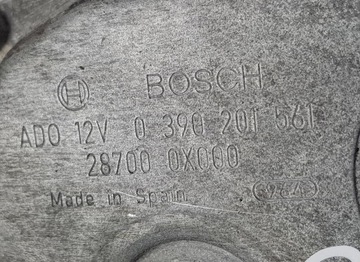 BOSCH
ADO 12V 0 390 201 561
28700 0X000
Made in Spain